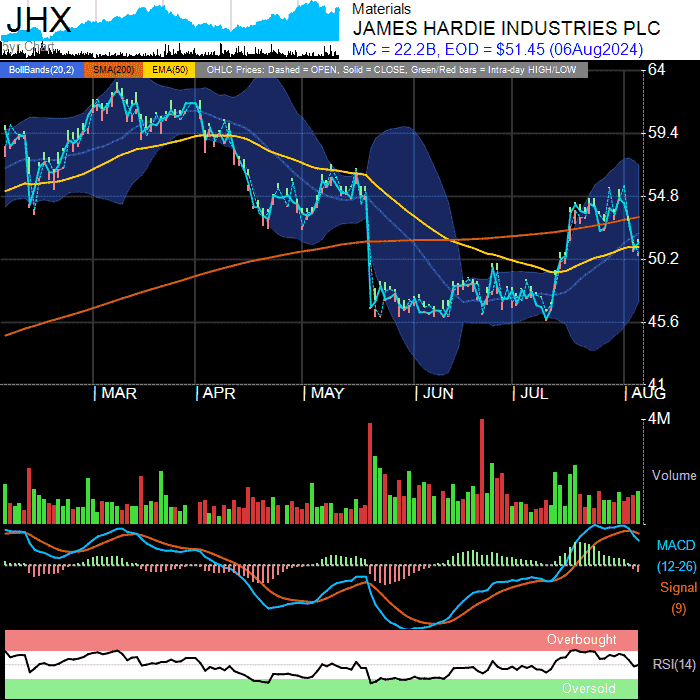 JHX
5yr Chart
Materials
JAMES HARDIE INDUSTRIES PLC
MC = 22.2B, EOD = $51.45 (06Aug2024)
BollBands(20,2) SMA(200) EMA(50) OHLC Prices: Dashed = OPEN, Solid = CLOSE, Green/Red bars = Intra-day HIGH/LOW
64
59.4
54.8
50.2
45.6
41
| MAR | APR | MAY | JUN | JUL | AUG
4M
Volume
MACD
(12-26)
Signal
(9)
Overbought
RSI(14)
Oversold